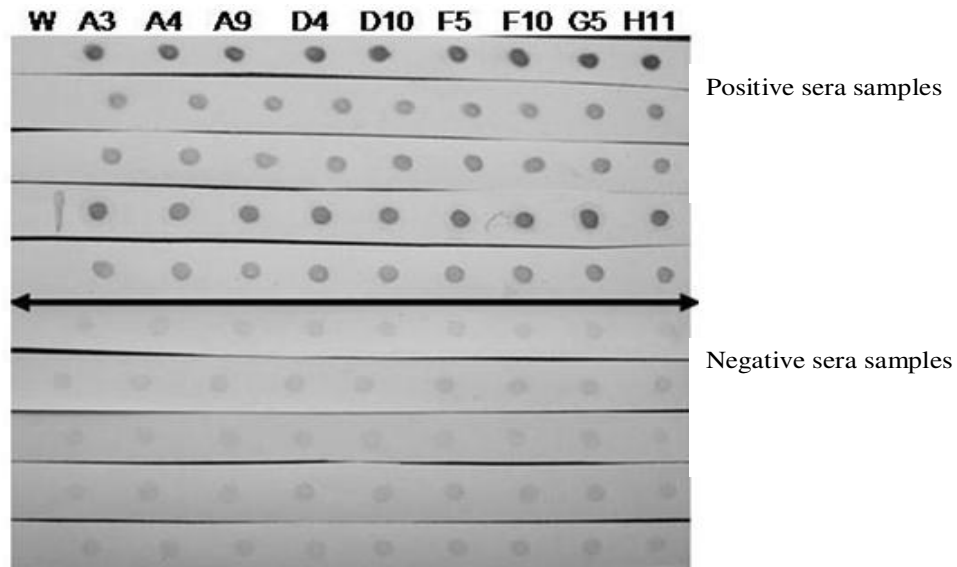 W A3 A4 A9 D4 D10 F5 F10 G5 H11
Positive sera samples
Negative sera samples